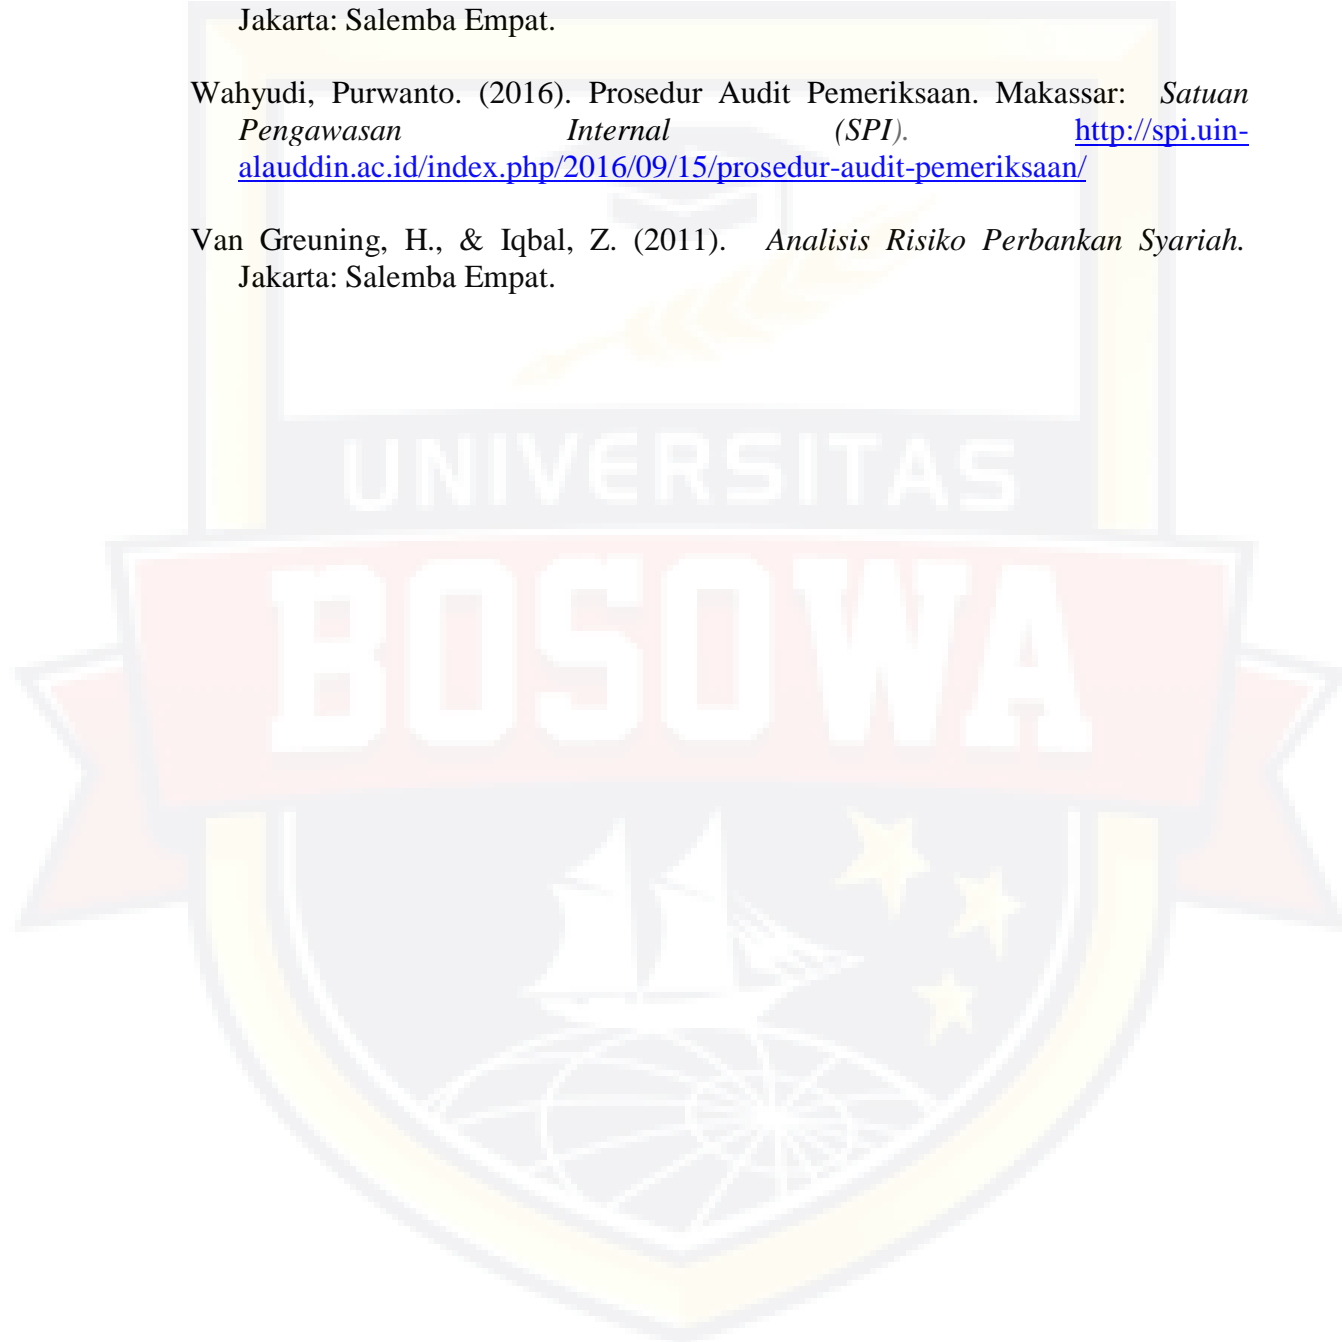 Jakarta: Salemba Empat.
Wahyudi, Purwanto. (2016). Prosedur Audit Pemeriksaan. Makassar: Satuan
Pengawasan Internal (SPI). http://spi.uin-
alauddin.ac.id/index.php/2016/09/15/prosedur-audit-pemeriksaan/
Van Greuning, H., & Iqbal, Z. (2011). Analisis Risiko Perbankan Syariah.
Jakarta: Salemba Empat.
UNIVERSITAS
BOSOWA